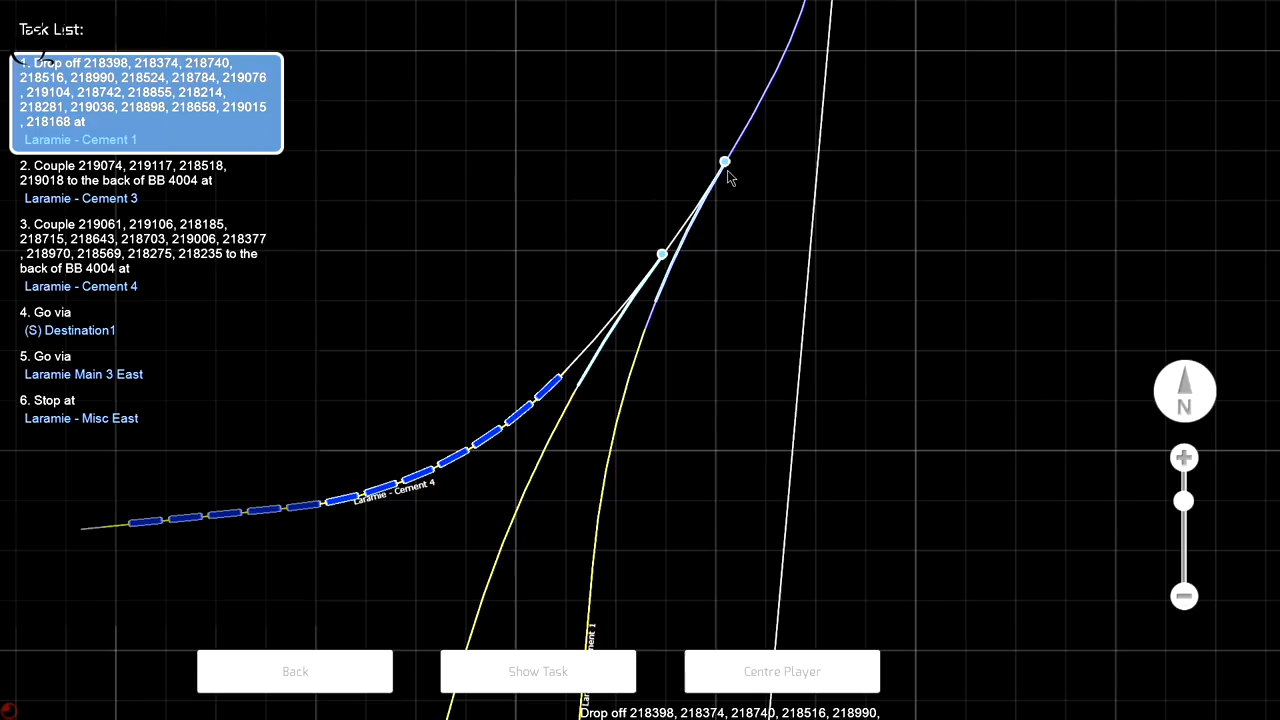 Task List:
1. Drop off 218398, 218374, 218740,
218516, 218990, 218524, 218784, 219076
, 219104, 218742, 218855, 218214,
218281, 219036, 218898, 218658, 219015
, 218168 at
Laramie - Cement 1
2. Couple 219074, 219117, 218518,
219018 to the back of BB 4004 at
Laramie - Cement 3
3. Couple 219061, 219106, 218185,
218715, 218643, 218703, 219006, 218377
, 218970, 218569, 218275, 218235 to the
back of BB 4004 at
Laramie - Cement 4
4. Go via
(S) Destination1
5. Go via
Laramie Main 3 East
6. Stop at
Laramie - Misc East
Laramie - Cement 4
N
Back
Show Task
Centre Player
Drop off 218398, 218374, 218740, 218516, 218990,